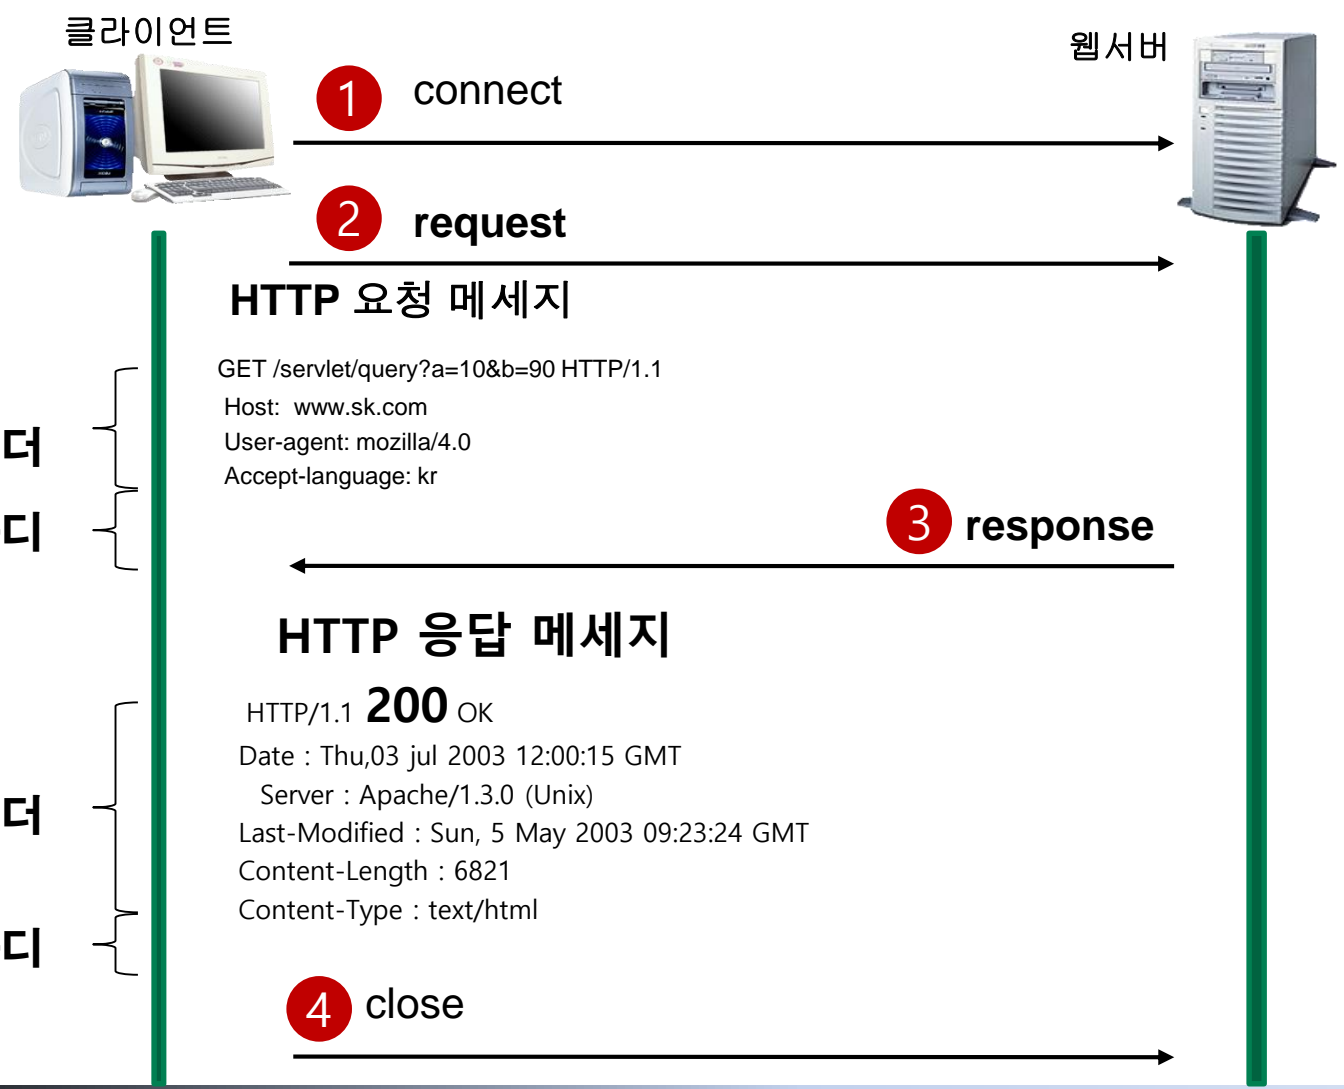 클라이언트
웹서버
1 connect
2 request
HTTP 요청 메세지
GET /servlet/query?a=10&b=90 HTTP/1.1
Host: www.sk.com
User-agent: mozilla/4.0
더
Accept-language: kr
디
3 response
HTTP 응답 메세지
HTTP/1.1 200 OK
Date : Thu,03 jul 2003 12:00:15 GMT
Server : Apache/1.3.0 (Unix)
더
Last-Modified : Sun, 5 May 2003 09:23:24 GMT
Content-Length : 6821
Content-Type : text/html
디
4 close